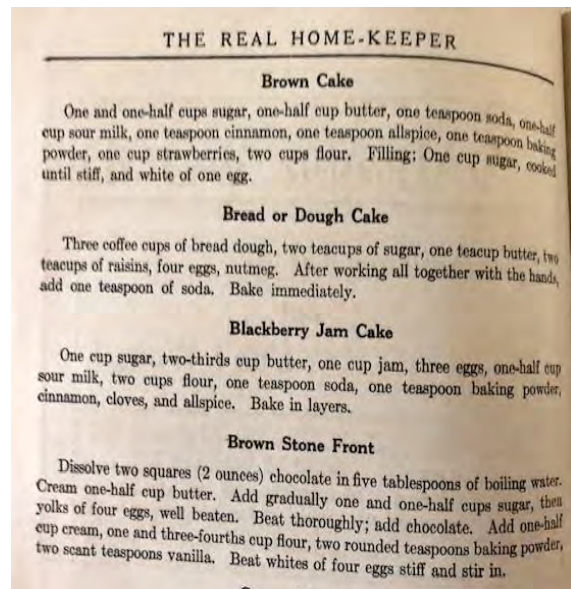 THE REAL HOME-KEEPER
Brown Cake
One and one-half cups sugar, one-half cup butter, one teaspoon soda, one-half
cup sour milk, one teaspoon cinnamon, one teaspoon allspice, one teaspoon baking
powder, one cup strawberries, two cups flour. Filling: One cup sugar, cooked
until stiff, and white of one egg.
Bread or Dough Cake
Three coffee cups of bread dough, two teacups of sugar, one teacup butter, two
teacups of raisins, four eggs, nutmeg. After working all together with the hands,
add one teaspoon of soda. Bake immediately.
Blackberry Jam Cake
One cup sugar, two-thirds cup butter, one cup jam, three eggs, one-half cup
sour milk, two cups flour, one teaspoon soda, one teaspoon baking powder,
cinnamon, cloves, and allspice. Bake in layers.
Brown Stone Front
Dissolve two squares (2 ounces) chocolate in five tablespoons of boiling water.
Cream one-half cup butter. Add gradually one and one-half cups sugar, then
yolks of four eggs, well beaten. Beat thoroughly; add chocolate. Add one-half
cup cream, one and three-fourths cup flour, two rounded teaspoons baking powder,
two scant teaspoons vanilla. Beat whites of four eggs stiff and stir in.